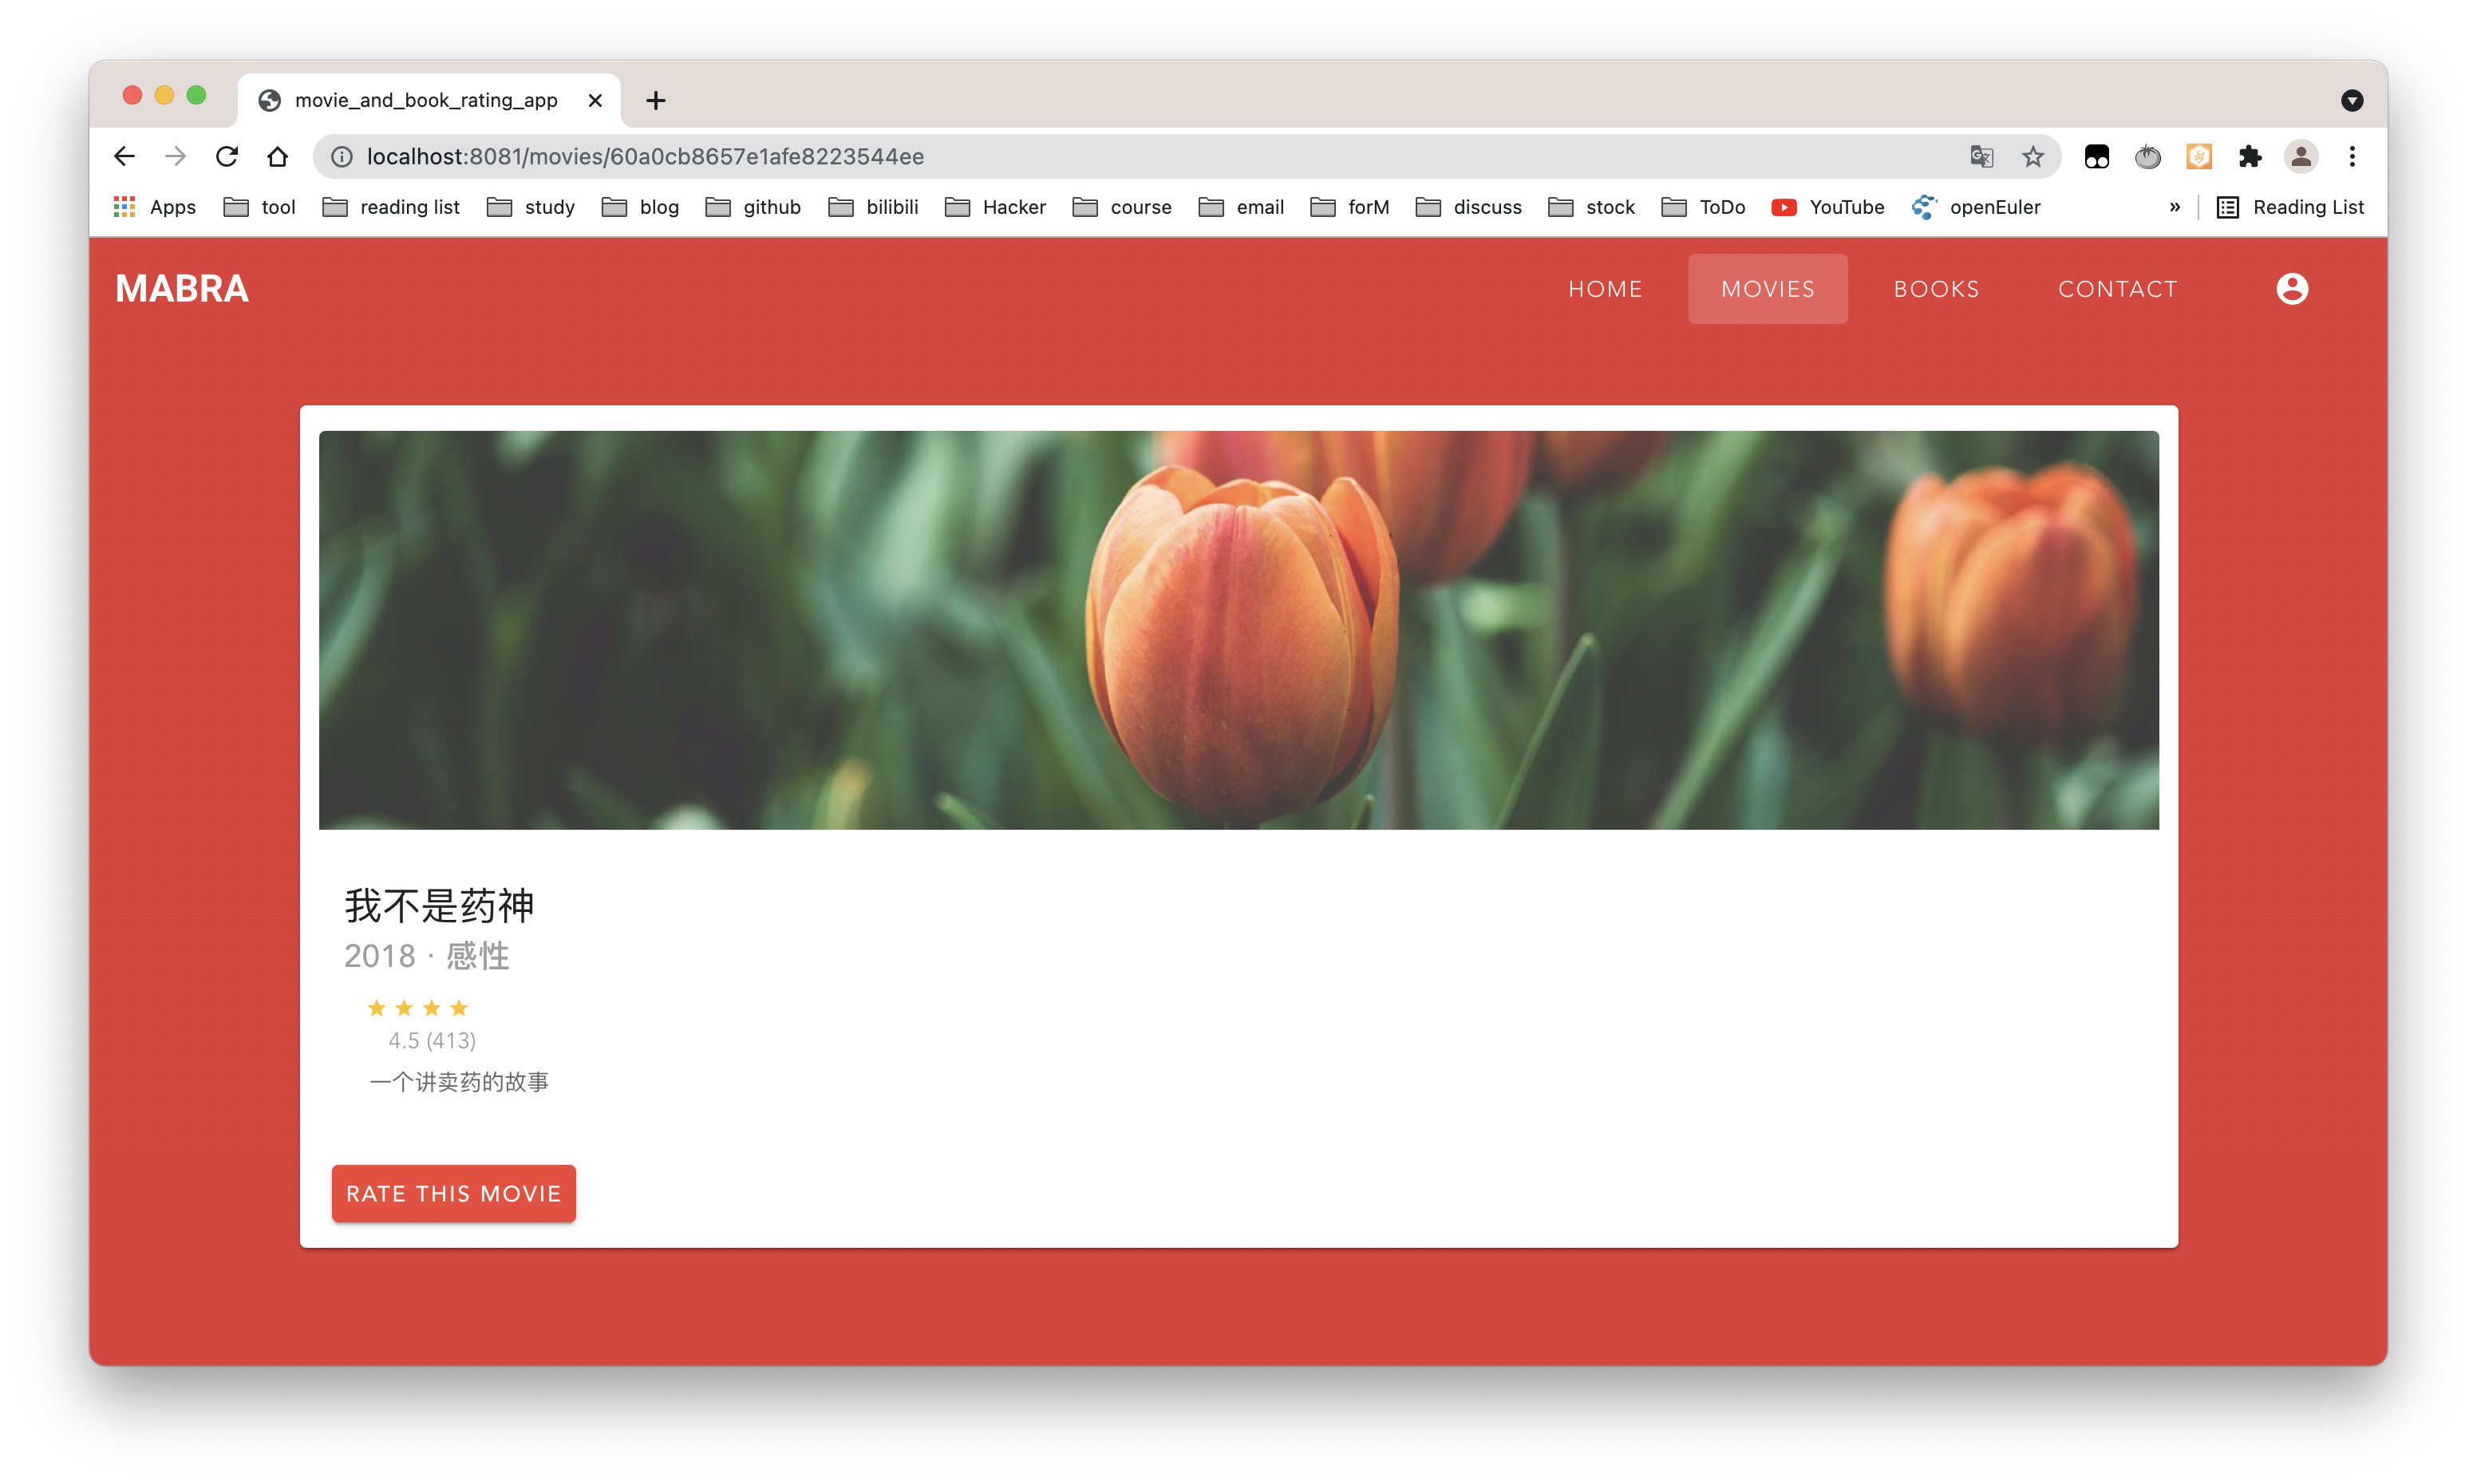 movie_and_book_rating_app
localhost:8081/movies/60a0cb8657e1afe8223544ee
Apps tool reading list study blog github bilibili Hacker course email forM discuss stock ToDo YouTube openEuler » Reading List
MABRA HOME MOVIES BOOKS CONTACT
我不是药神
2018 · 感性
4.5 (413)
一个讲卖药的故事
RATE THIS MOVIE